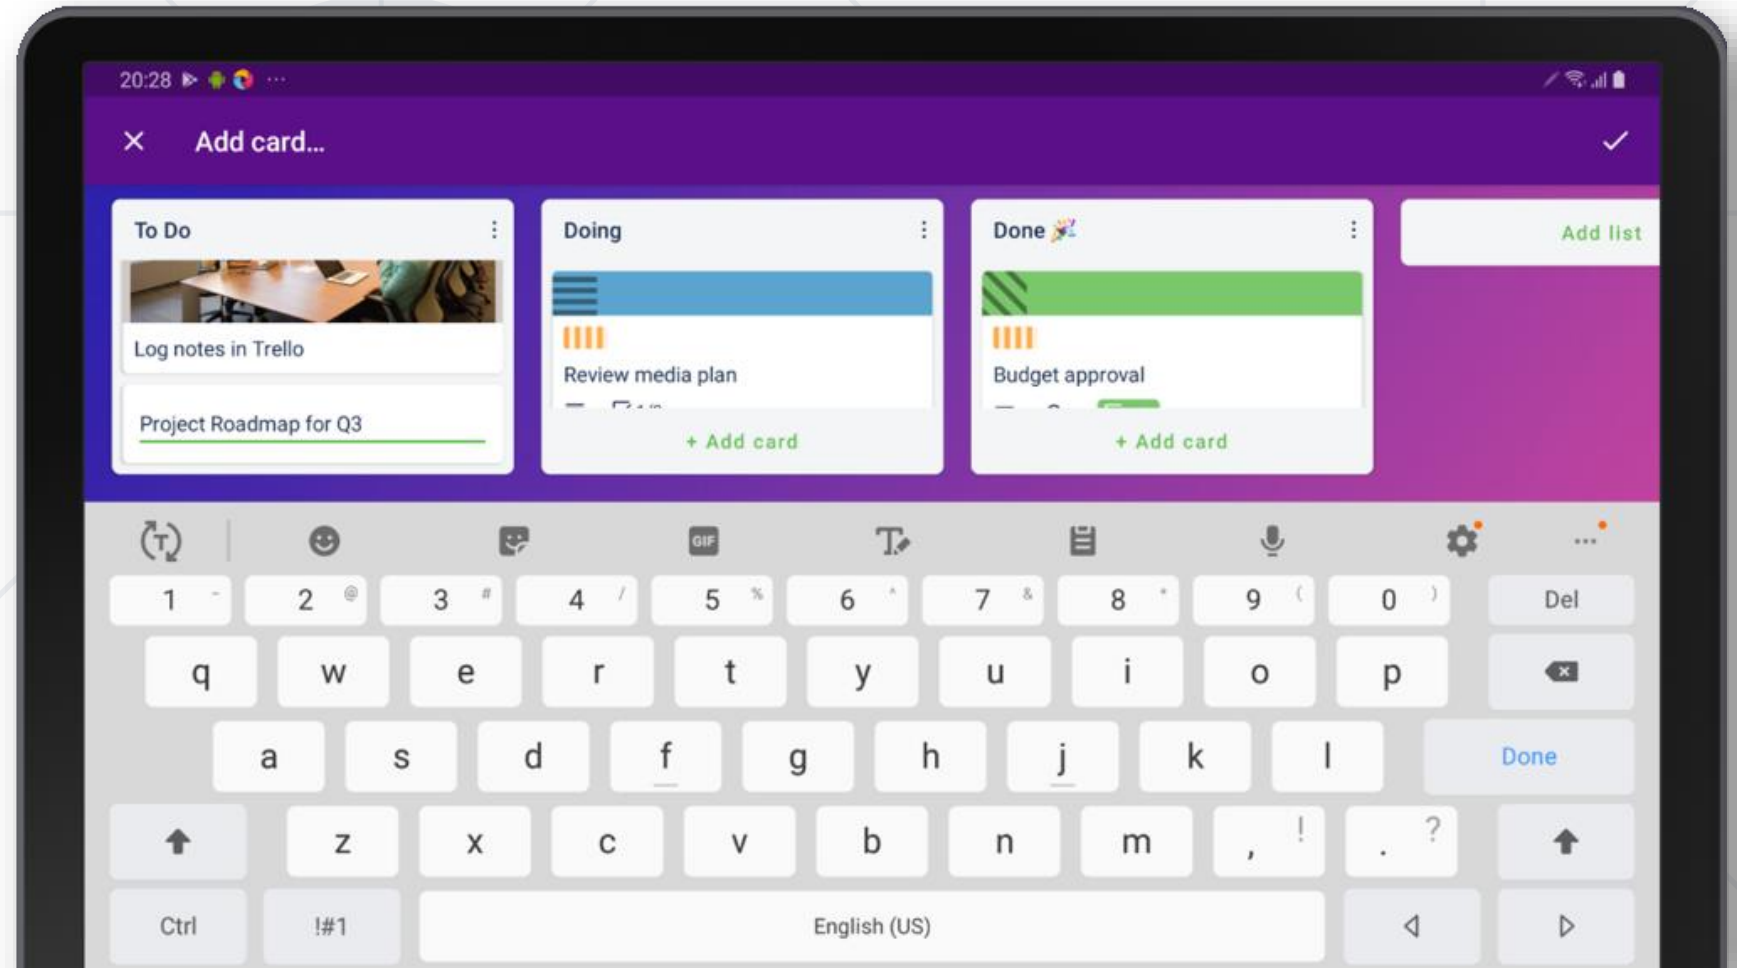 20:28 ...
Add card...
To Do
Doing
Done 🎉
Add list
Log notes in Trello
Review media plan
Budget approval
Project Roadmap for Q3
+ Add card
+ Add card
T
GIF
T
...
1 - 2 @ 3 # 4 / 5 % 6 ^ 7 & 8 * 9 ( 0 ) Del
q w e r t y u i o p
a s d f g h j k l Done
z x c v b n m , ! . ?
Ctrl !#1 English (US)